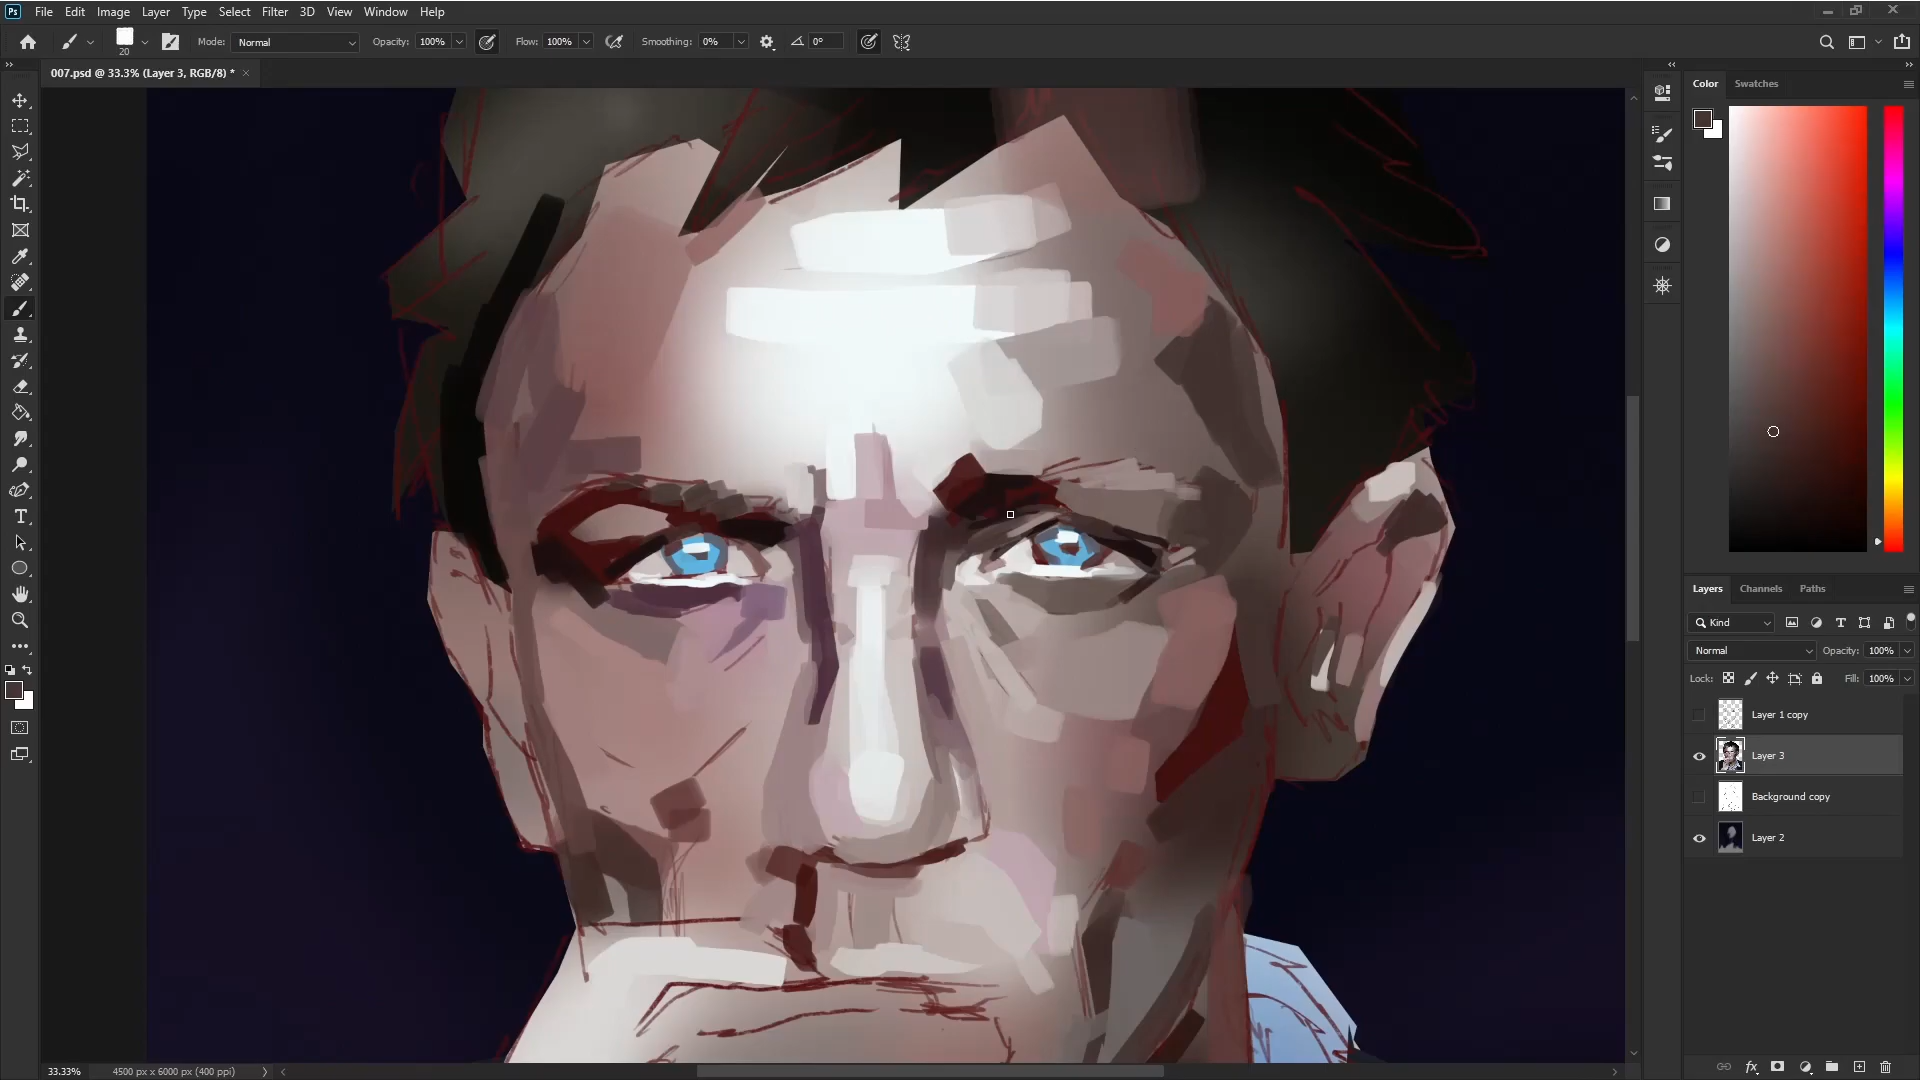 Ps File Edit Image Layer Type Select Filter 3D View Window Help
20 Mode: Normal Opacity: 100% Flow: 100% Smoothing: 0% 0°
007.psd @ 33.3% (Layer 3, RGB/8) * ×
Color Swatches
Layers Channels Paths
Kind
Normal Opacity: 100%
Lock: Fill: 100%
Layer 1 copy
Layer 3
Background copy
Layer 2
fx
33.33% 4500 px x 6000 px (400 ppi)